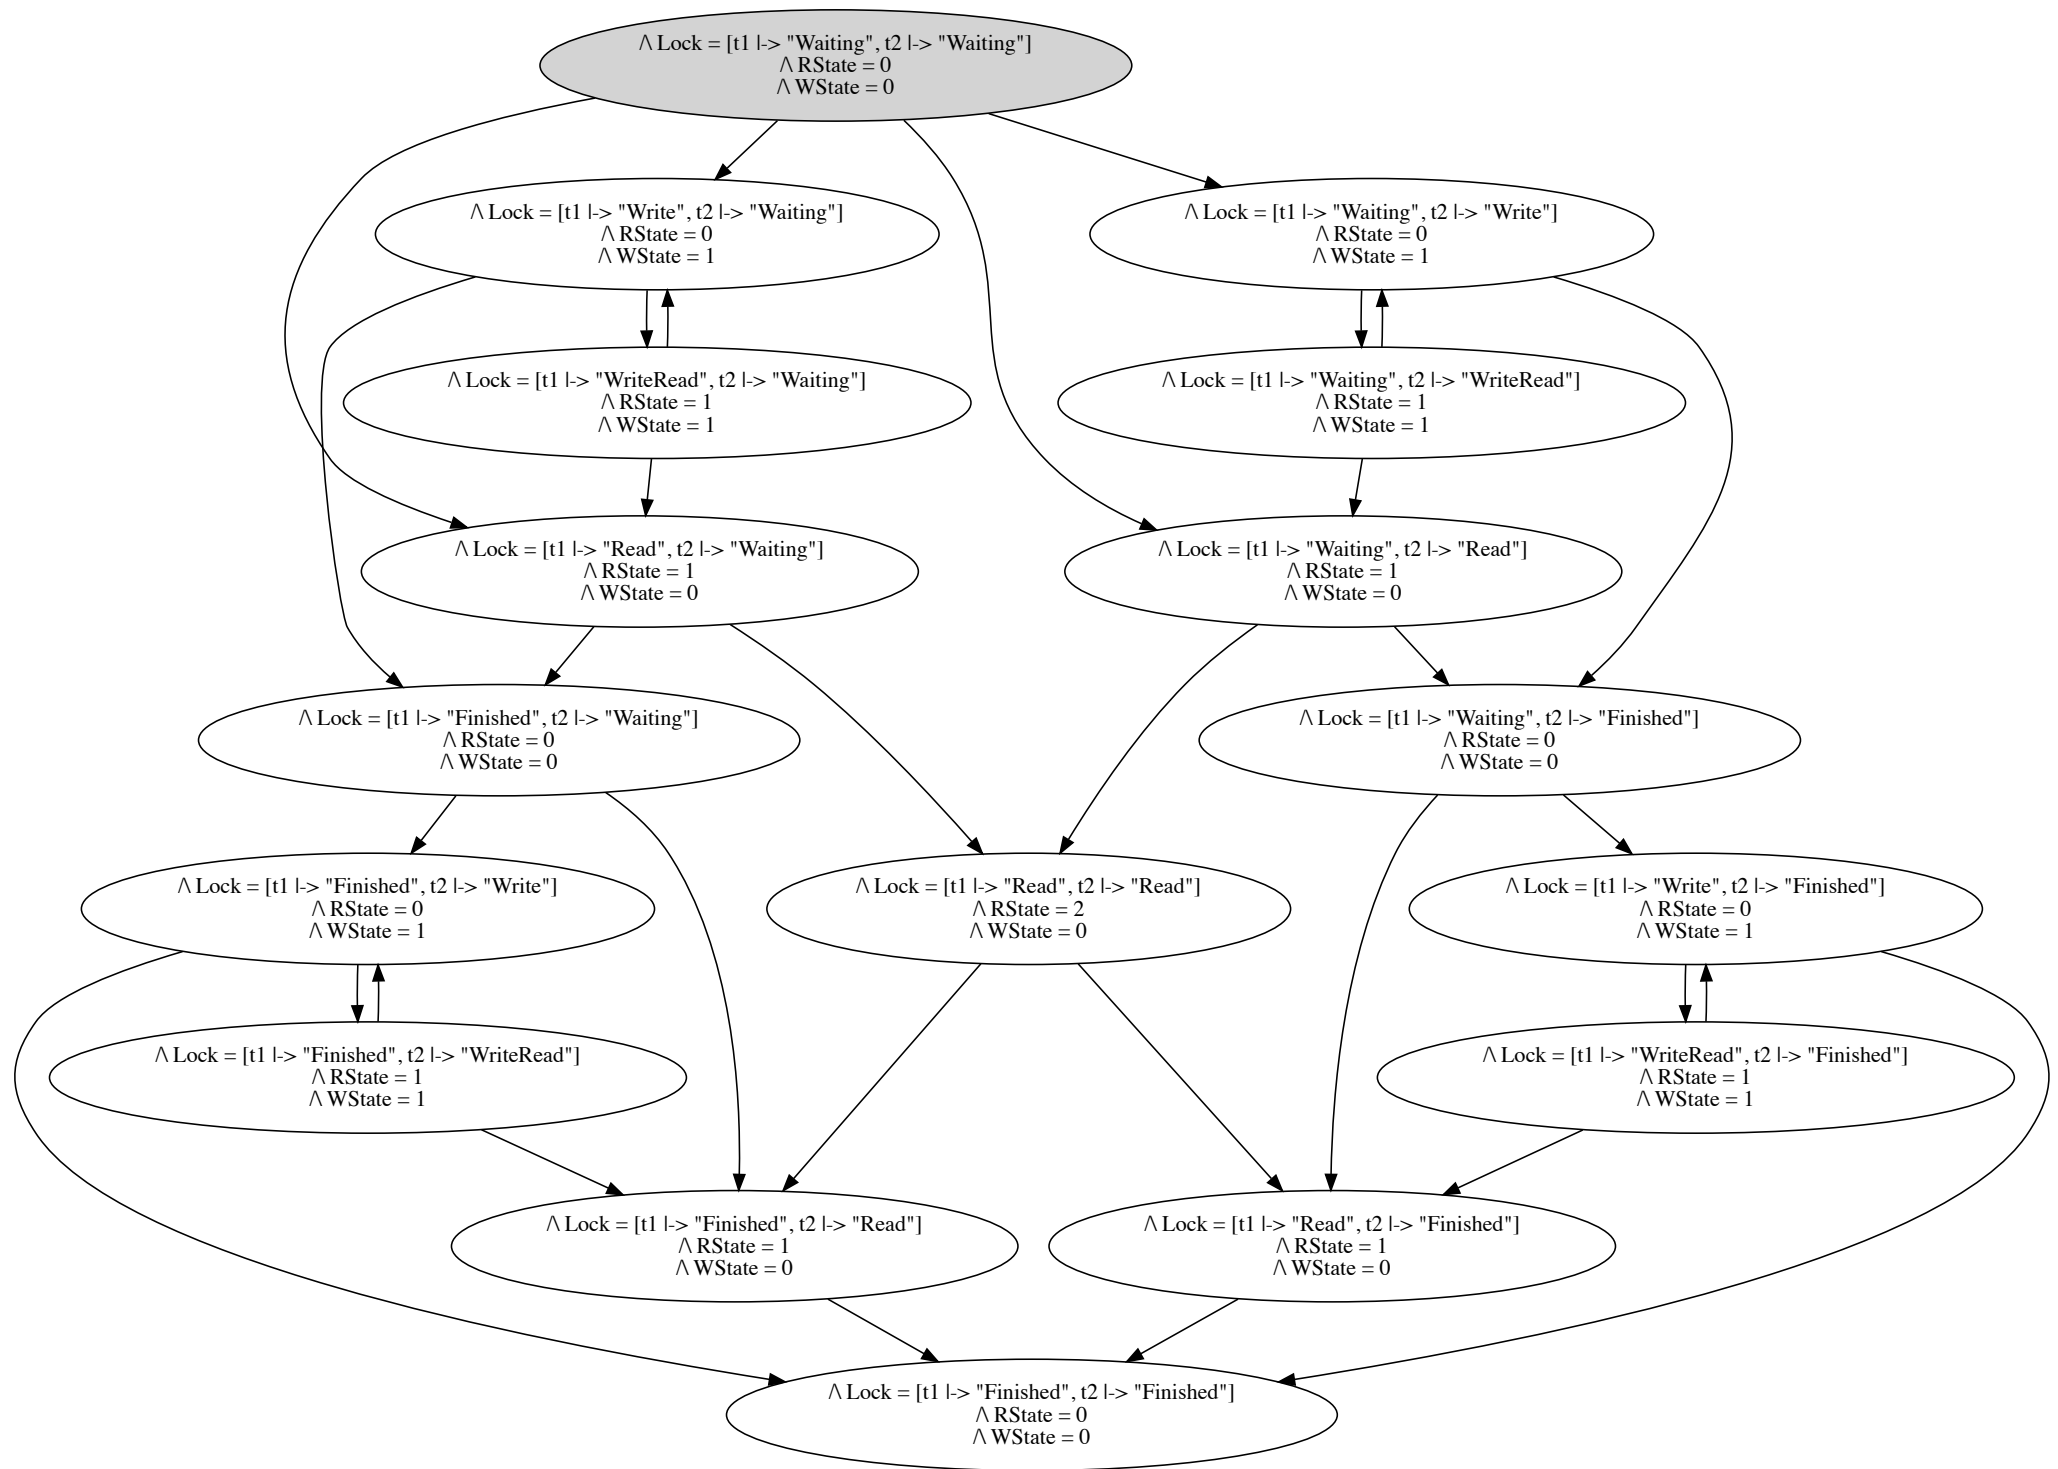 /\ Lock = [t1 |-> "Waiting", t2 |-> "Waiting"]
/\ RState = 0
/\ WState = 0
/\ Lock = [t1 |-> "Write", t2 |-> "Waiting"]
/\ RState = 0
/\ WState = 1
/\ Lock = [t1 |-> "Waiting", t2 |-> "Write"]
/\ RState = 0
/\ WState = 1
/\ Lock = [t1 |-> "WriteRead", t2 |-> "Waiting"]
/\ RState = 1
/\ WState = 1
/\ Lock = [t1 |-> "Waiting", t2 |-> "WriteRead"]
/\ RState = 1
/\ WState = 1
/\ Lock = [t1 |-> "Read", t2 |-> "Waiting"]
/\ RState = 1
/\ WState = 0
/\ Lock = [t1 |-> "Waiting", t2 |-> "Read"]
/\ RState = 1
/\ WState = 0
/\ Lock = [t1 |-> "Finished", t2 |-> "Waiting"]
/\ RState = 0
/\ WState = 0
/\ Lock = [t1 |-> "Waiting", t2 |-> "Finished"]
/\ RState = 0
/\ WState = 0
/\ Lock = [t1 |-> "Finished", t2 |-> "Write"]
/\ RState = 0
/\ WState = 1
/\ Lock = [t1 |-> "Read", t2 |-> "Read"]
/\ RState = 2
/\ WState = 0
/\ Lock = [t1 |-> "Write", t2 |-> "Finished"]
/\ RState = 0
/\ WState = 1
/\ Lock = [t1 |-> "Finished", t2 |-> "WriteRead"]
/\ RState = 1
/\ WState = 1
/\ Lock = [t1 |-> "WriteRead", t2 |-> "Finished"]
/\ RState = 1
/\ WState = 1
/\ Lock = [t1 |-> "Finished", t2 |-> "Read"]
/\ RState = 1
/\ WState = 0
/\ Lock = [t1 |-> "Read", t2 |-> "Finished"]
/\ RState = 1
/\ WState = 0
/\ Lock = [t1 |-> "Finished", t2 |-> "Finished"]
/\ RState = 0
/\ WState = 0